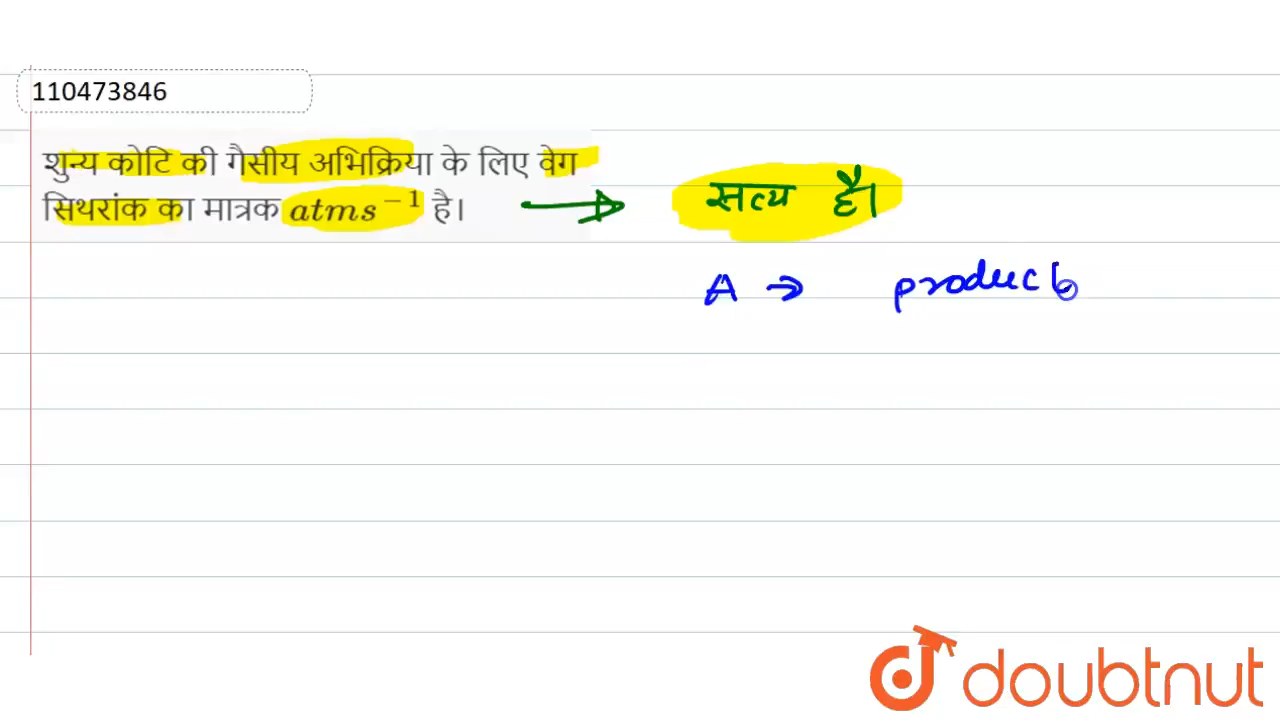 110473846
शुन्य कोटि की गैसीय अभिक्रिया के लिए वेग
सिथरांक का मात्रक atms⁻¹ है।
सत्य है।
A → product
doubtnut